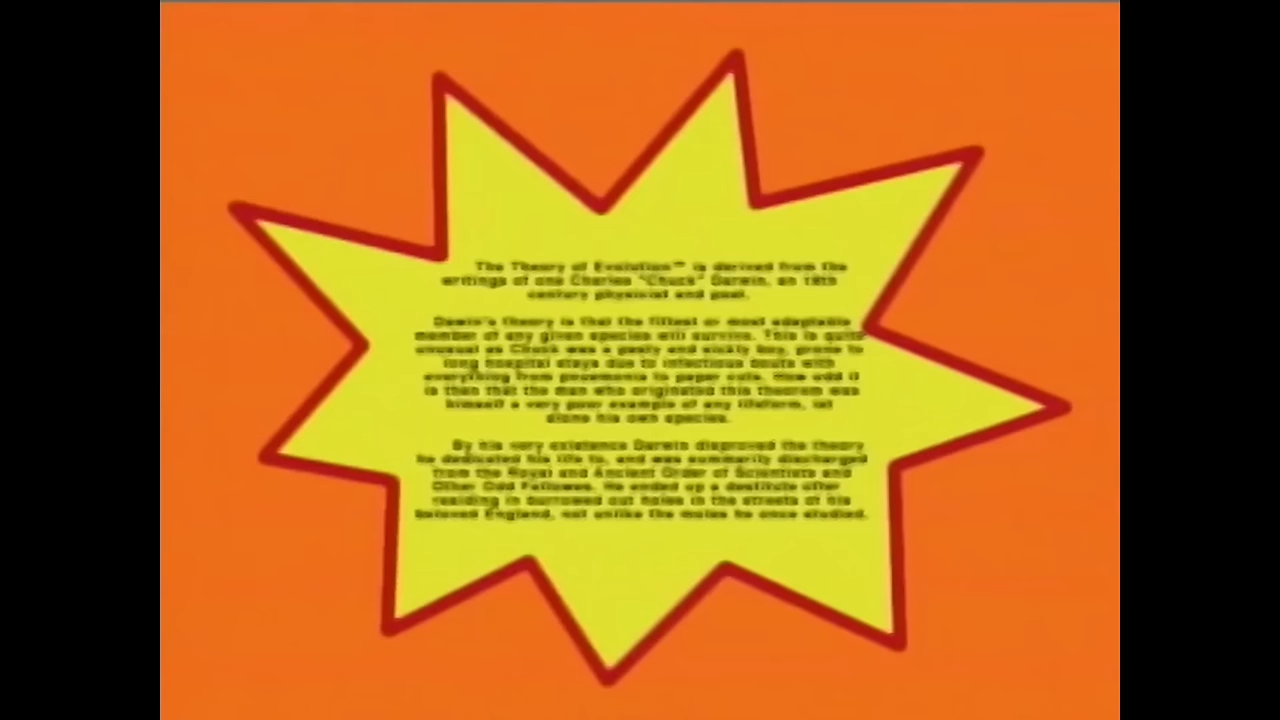 The Theory of Evolution™ is derived from the
writings of one Charles "Chuck" Darwin, an 18th
century physicist and poet.
Dawin's theory is that the fittest or most adaptable
member of any given species will survive. This is quite
unusual as Chuck was a pasty and sickly boy, prone to
long hospital stays due to infectious bouts with
everything from pneumonia to paper cuts. How odd it
is then that the man who originated this theorem was
himself a very poor example of any lifeform, let
alone his own species.
By his very existence Darwin disproved the theory
he dedicated his life to, and was summarily discharged
from the Royal and Ancient Order of Scientists and
Other Odd Fellowes. He ended up a destitute after
residing in burrowed out holes in the streets of his
beloved England, not unlike the moles he once studied.